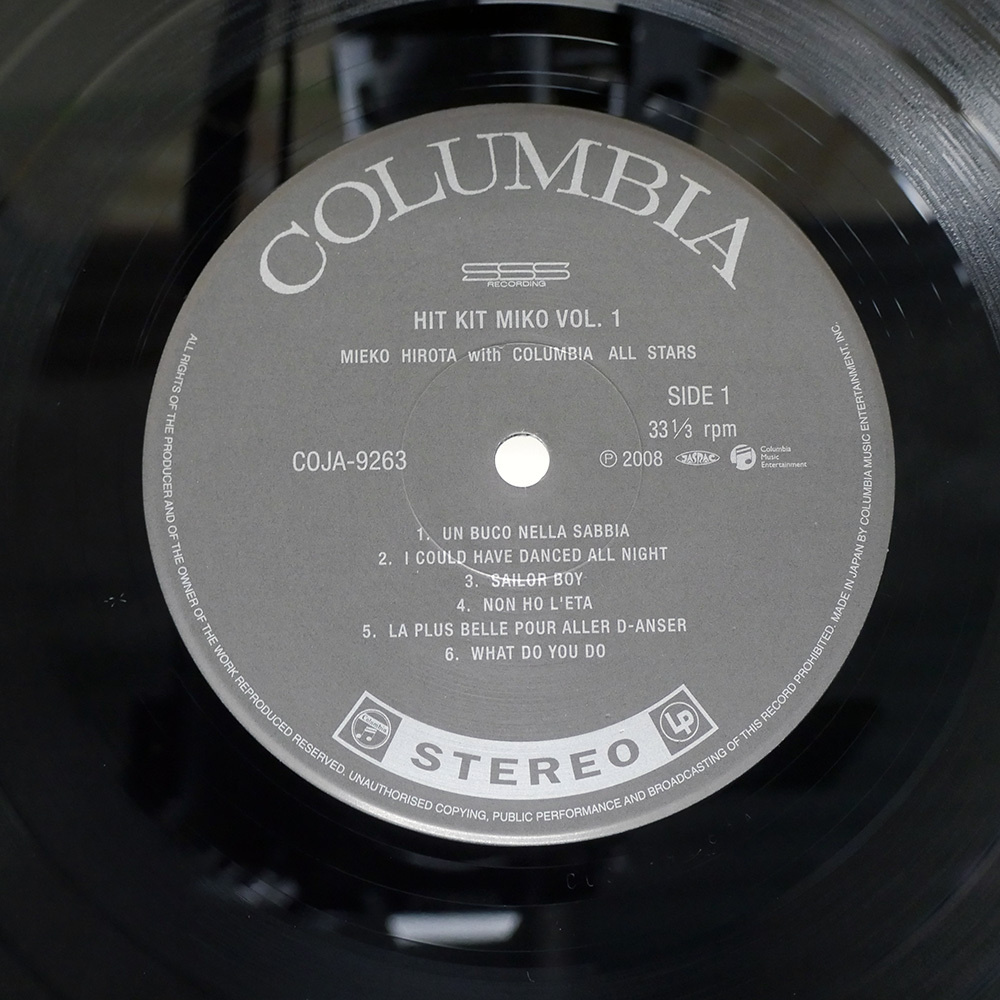 COLUMBIA
SSS
RECORDING
HIT KIT MIKO VOL. 1
MIEKO HIROTA with COLUMBIA ALL STARS
SIDE 1
33 1/3 rpm
COJA-9263
Ⓟ 2008 JASRAC Columbia Music Entertainment
1. UN BUCO NELLA SABBIA
2. I COULD HAVE DANCED ALL NIGHT
3. SAILOR BOY
4. NON HO L'ETA
5. LA PLUS BELLE POUR ALLER D-ANSER
6. WHAT DO YOU DO
Columbia
STEREO
LP
ALL RIGHTS OF THE PRODUCER AND OF THE OWNER OF THE WORK REPRODUCED RESERVED. UNAUTHORISED COPYING, PUBLIC PERFORMANCE AND BROADCASTING OF THIS RECORD PROHIBITED. MADE IN JAPAN BY COLUMBIA MUSIC ENTERTAINMENT, INC.